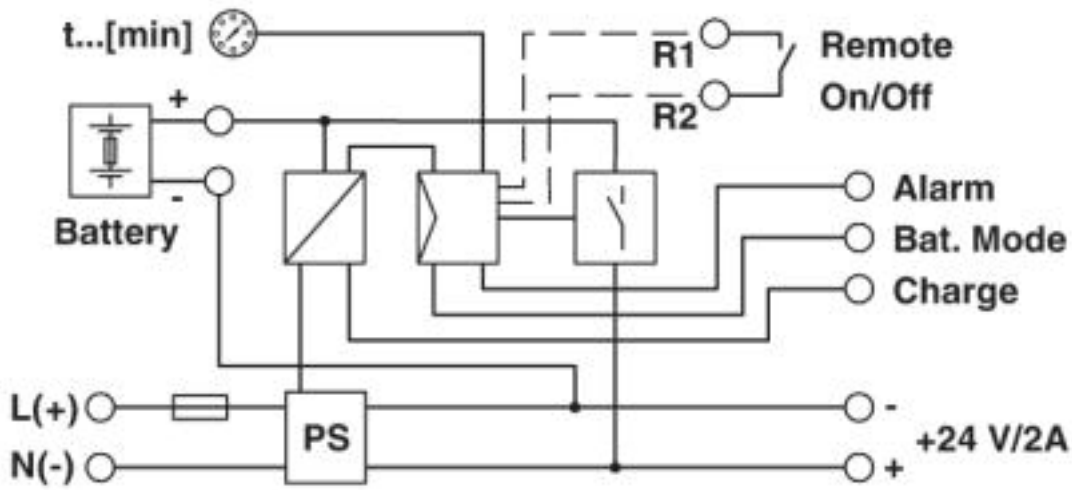 t...[min]
R1
Remote
On/Off
R2
+
-
Battery
Alarm
Bat. Mode
Charge
L(+)
PS
-
+24 V/2A
N(-)
+